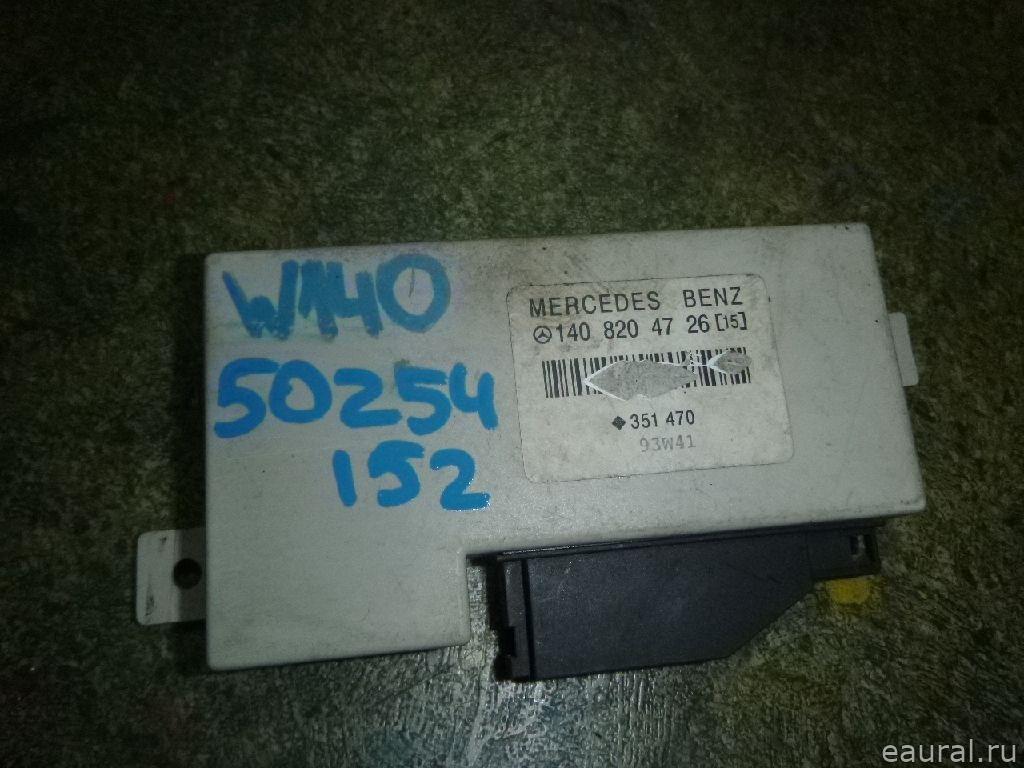 W140
50254
152
MERCEDES BENZ
140 820 47 26 [15]
351 470
93W41
eaural.ru